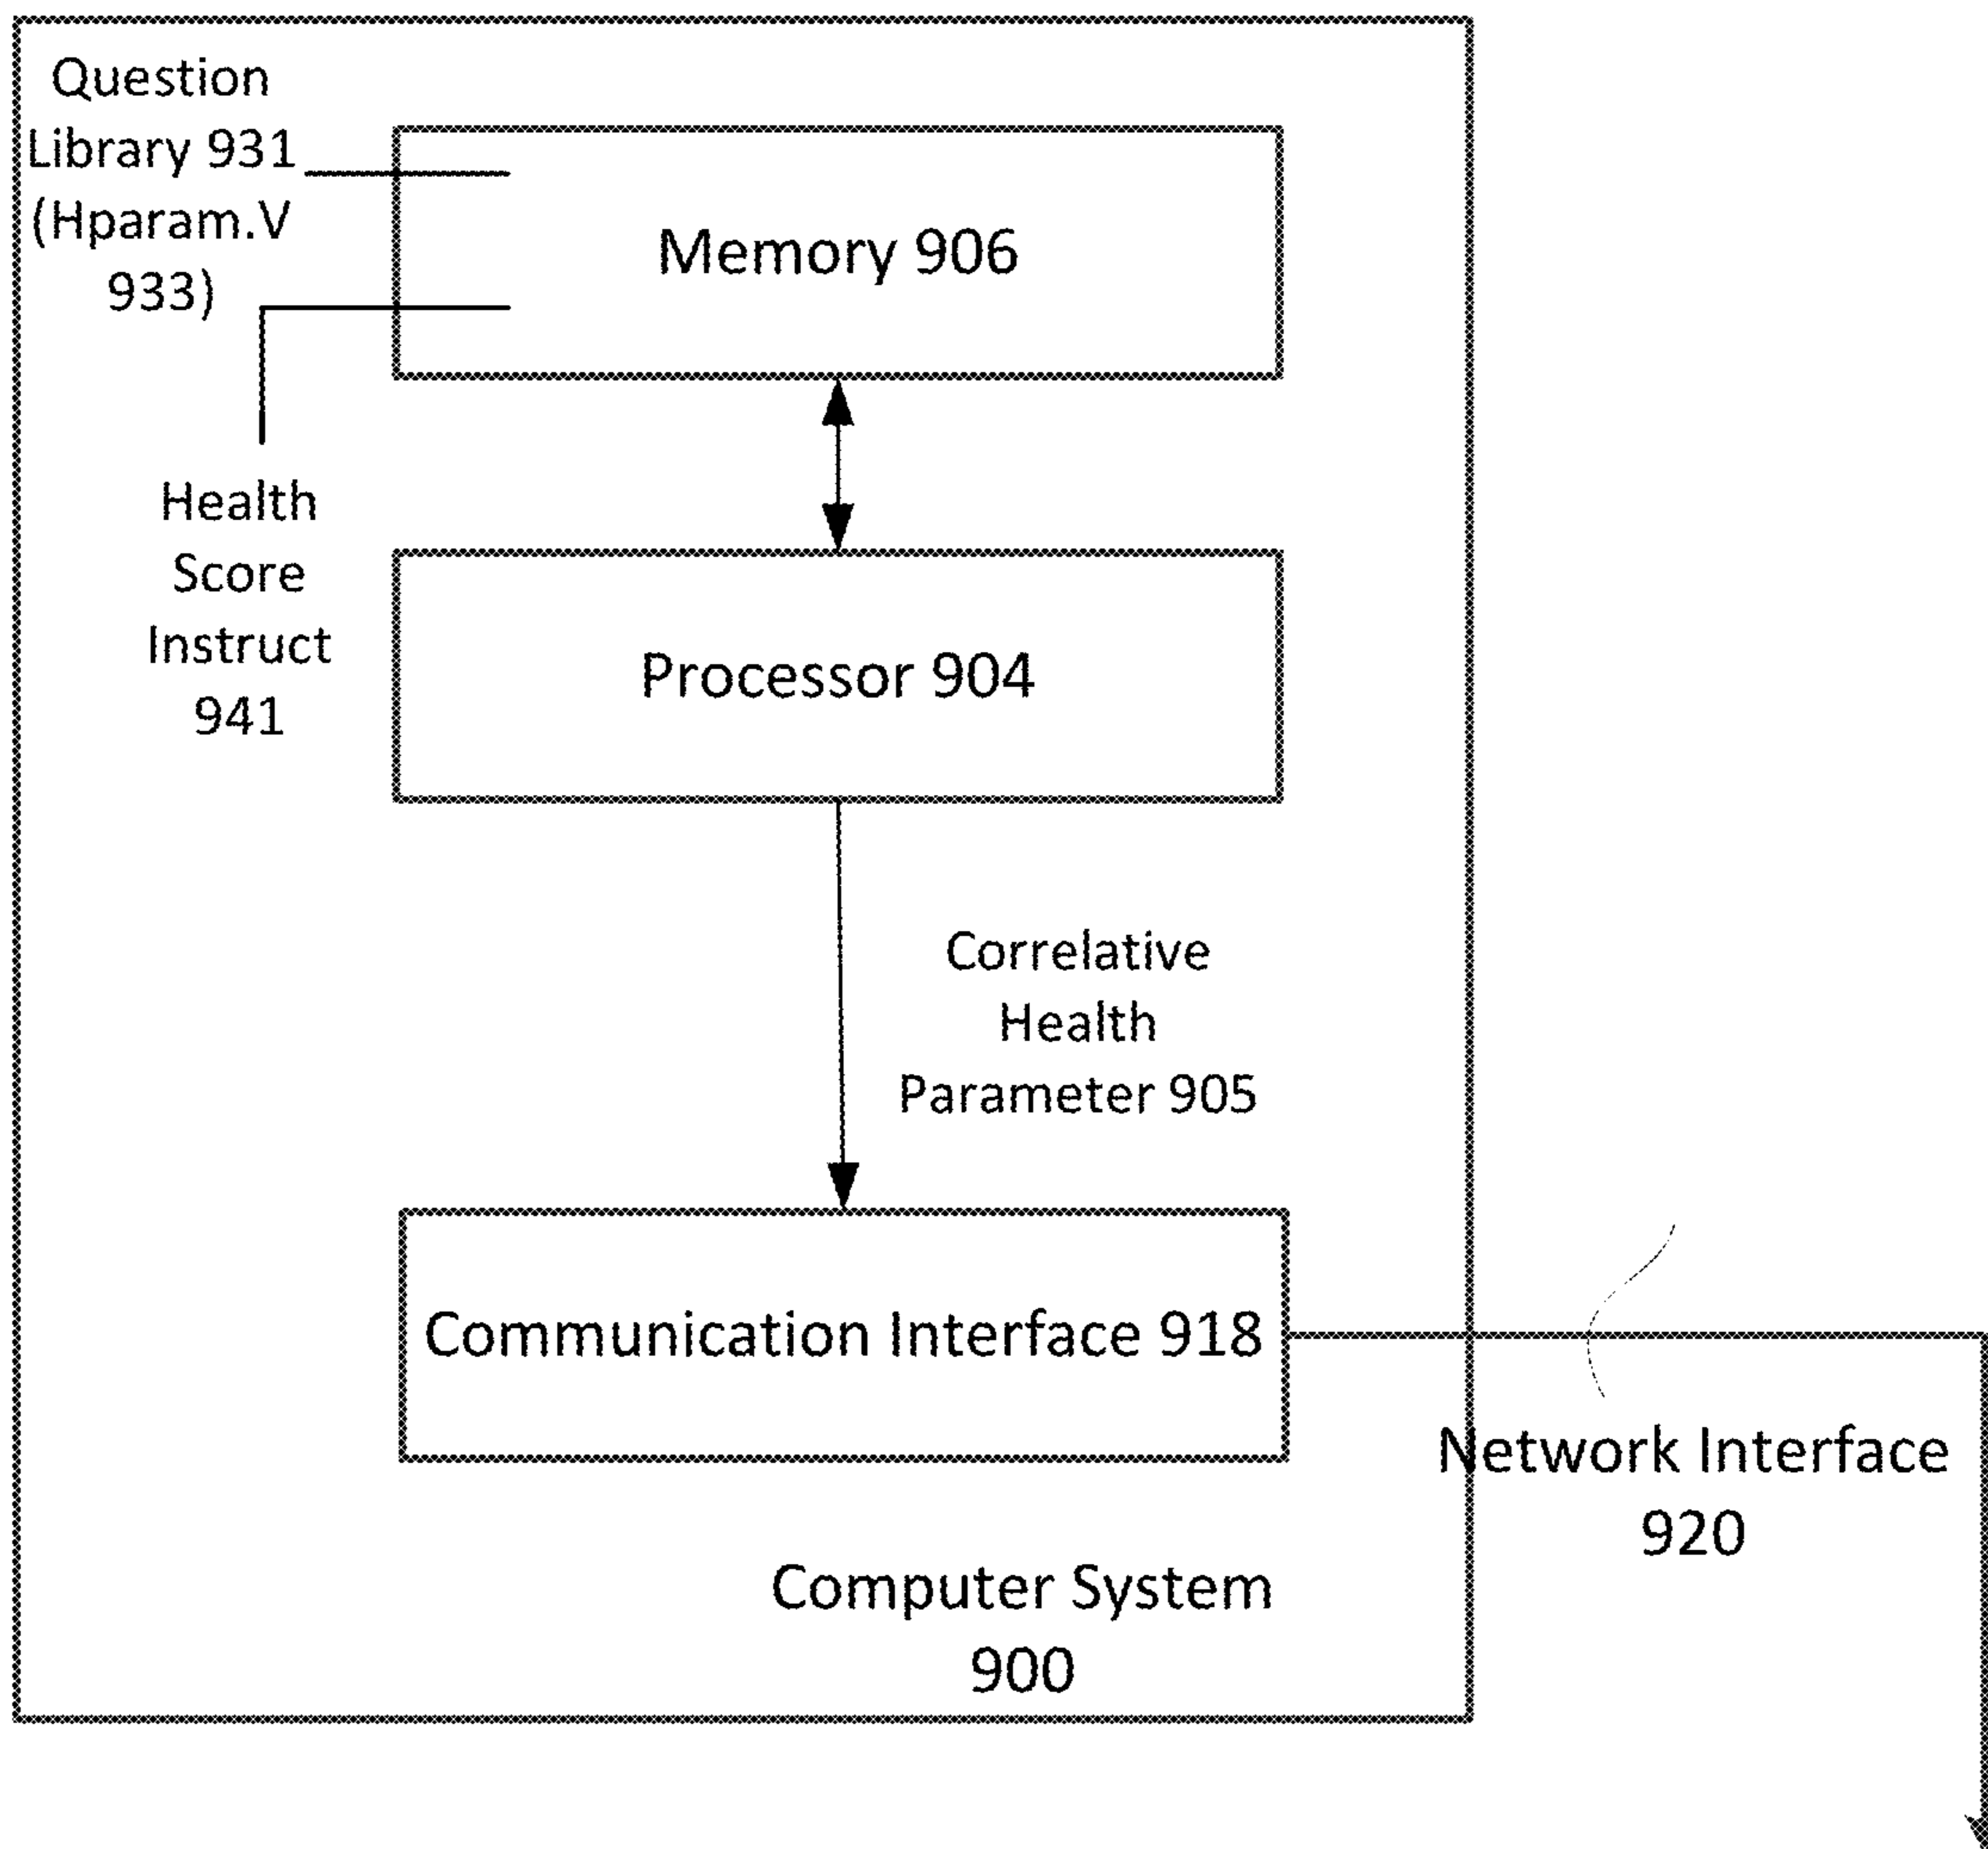 Question
Library 931
(Hparam.V
933)
Memory 906
Health
Score
Instruct
941
Processor 904
Correlative
Health
Parameter 905
Communication Interface 918
Network Interface
920
Computer System
900